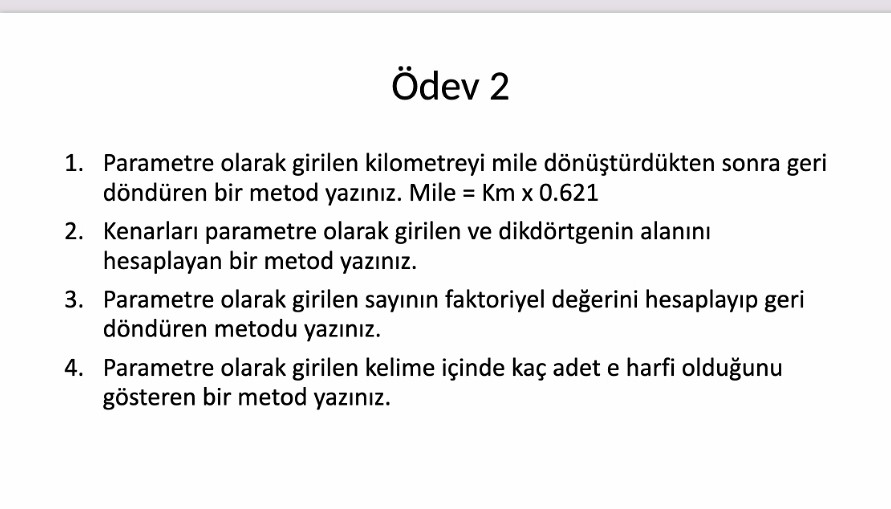 Ödev 2
1. Parametre olarak girilen kilometreyi mile dönüştürdükten sonra geri
döndüren bir metod yazınız. Mile = Km x 0.621
2. Kenarları parametre olarak girilen ve dikdörtgenin alanını
hesaplayan bir metod yazınız.
3. Parametre olarak girilen sayının faktoriyel değerini hesaplayıp geri
döndüren metodu yazınız.
4. Parametre olarak girilen kelime içinde kaç adet e harfi olduğunu
gösteren bir metod yazınız.